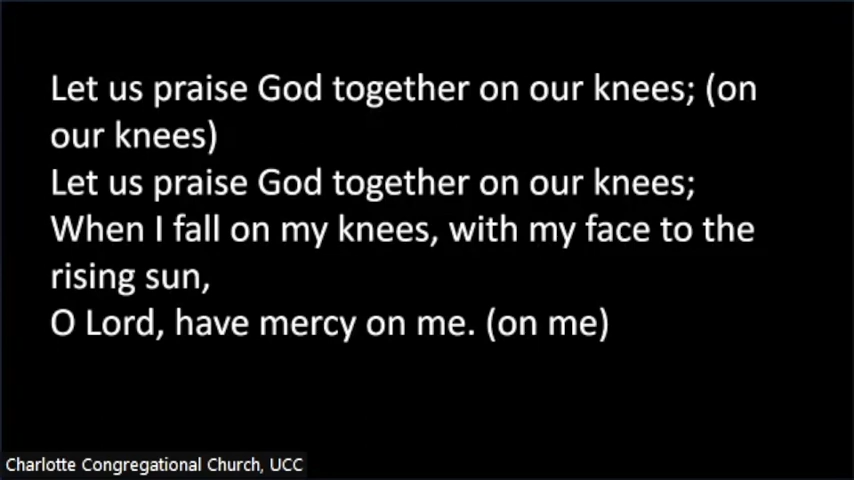 Let us praise God together on our knees; (on
our knees)
Let us praise God together on our knees;
When I fall on my knees, with my face to the
rising sun,
O Lord, have mercy on me. (on me)
Charlotte Congregational Church, UCC